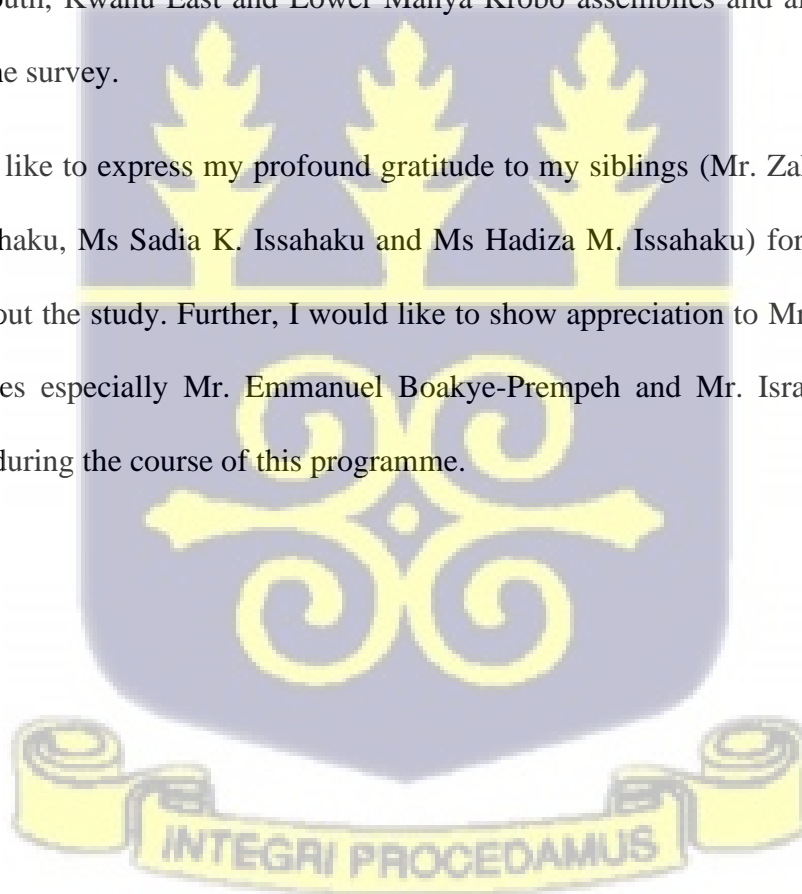 outh, Kwahu East and Lower Manya Krobo assemblies and al
ne survey.
like to express my profound gratitude to my siblings (Mr. Zal
haku, Ms Sadia K. Issahaku and Ms Hadiza M. Issahaku) for
out the study. Further, I would like to show appreciation to Mr
es especially Mr. Emmanuel Boakye-Prempeh and Mr. Isra
during the course of this programme.
INTEGRI PROCEDAMUS